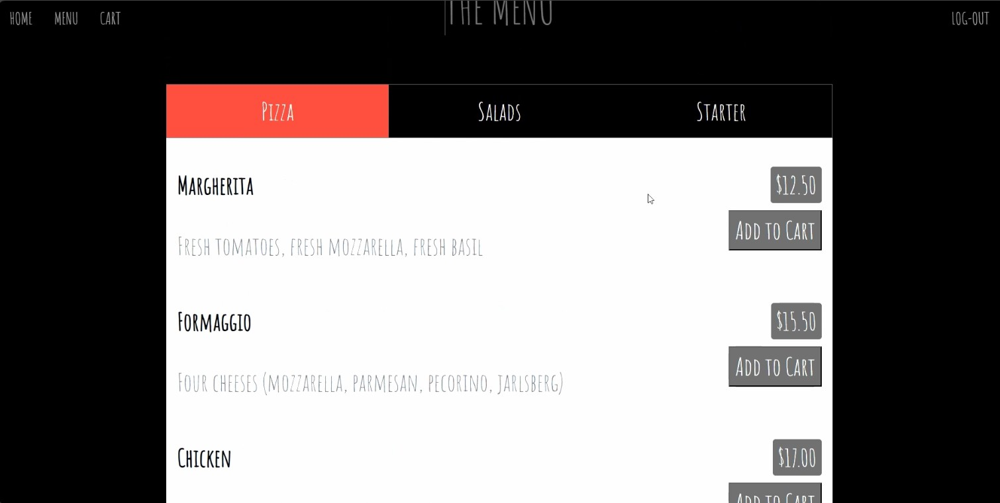 HOME MENU CART LOG-OUT
THE MENU
Pizza Salads Starter
Margherita $12.50
Add to Cart
Fresh tomatoes, fresh mozzarella, fresh basil
Formaggio $15.50
Add to Cart
Four cheeses (mozzarella, parmesan, pecorino, jarlsberg)
Chicken $17.00
Add to Cart